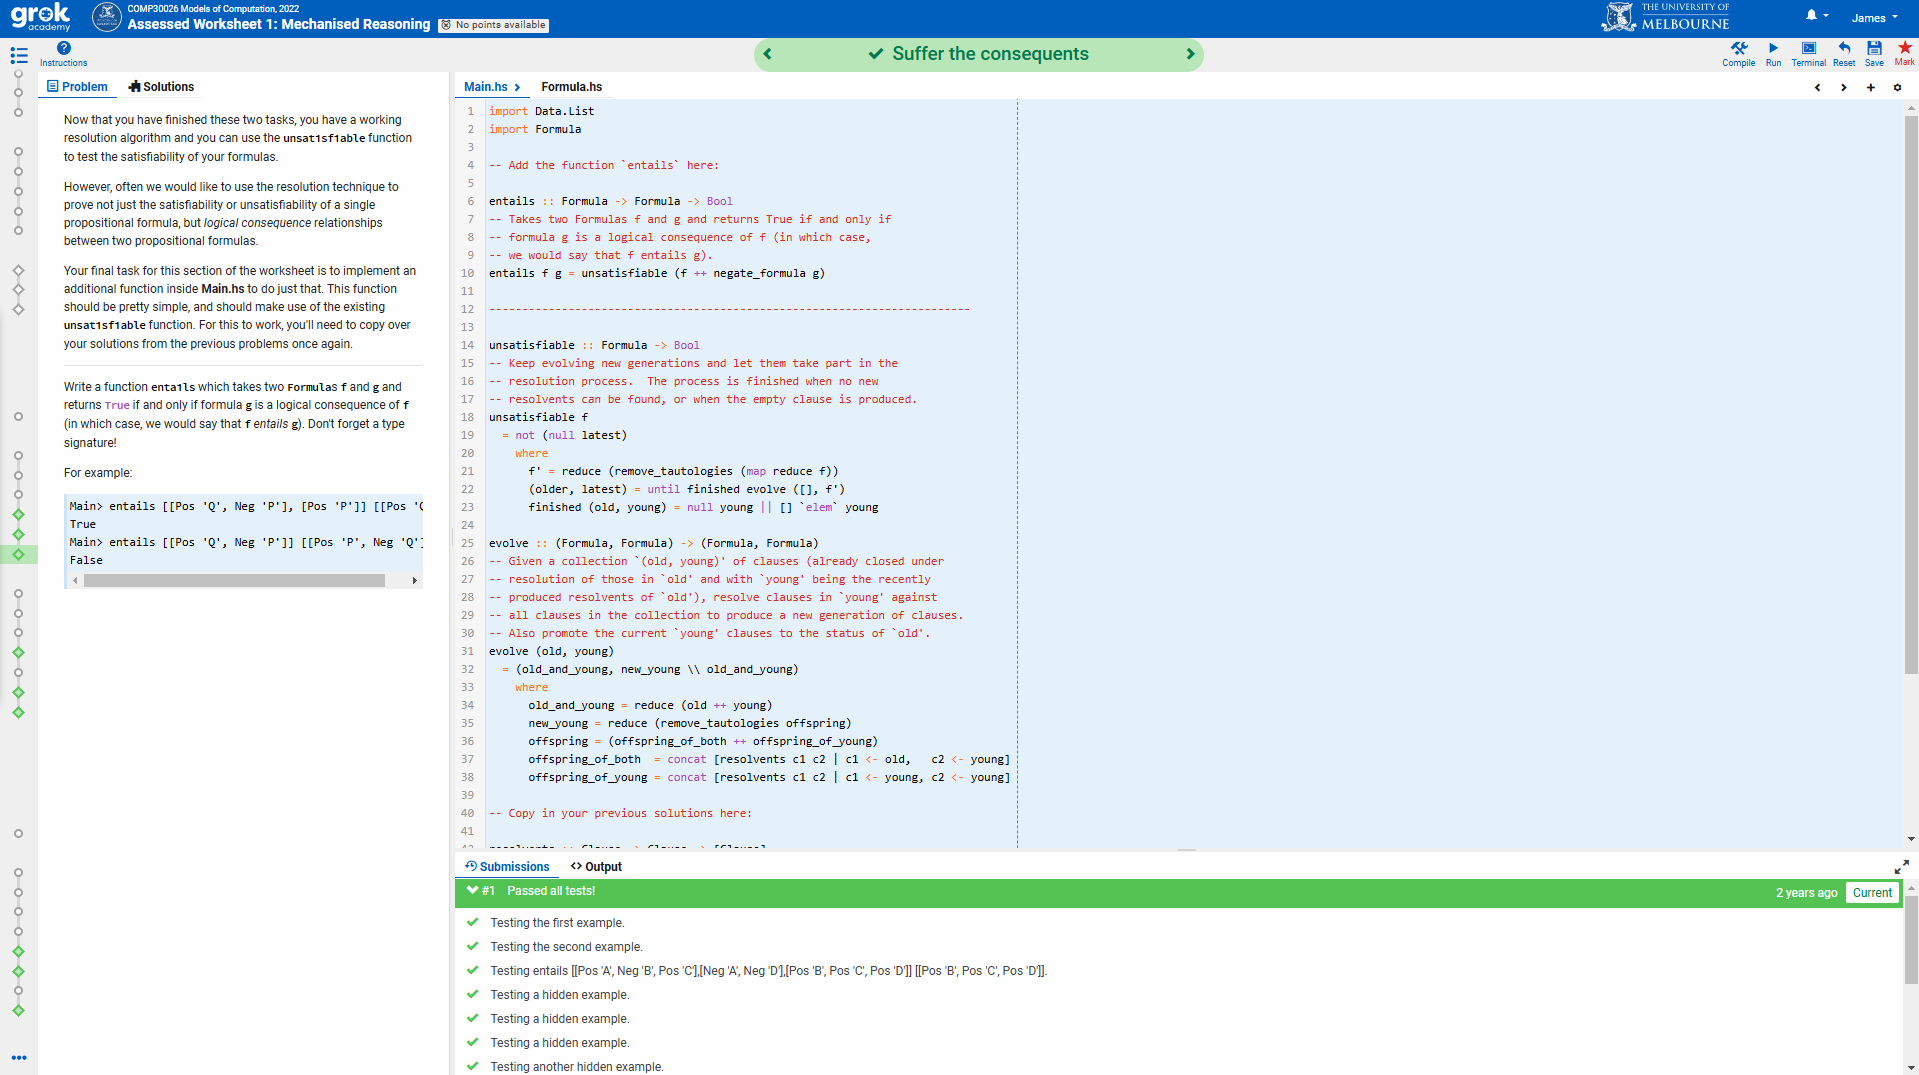 grok
academy
COMP30026 Models of Computation, 2022
Assessed Worksheet 1: Mechanised Reasoning
No points available
THE UNIVERSITY OF
MELBOURNE
James
Instructions
Suffer the consequents
Compile
Run
Terminal
Reset
Save
Mark
Problem
Solutions
Now that you have finished these two tasks, you have a working
resolution algorithm and you can use the unsatisfiable function
to test the satisfiability of your formulas.
However, often we would like to use the resolution technique to
prove not just the satisfiability or unsatisfiability of a single
propositional formula, but logical consequence relationships
between two propositional formulas.
Your final task for this section of the worksheet is to implement an
additional function inside Main.hs to do just that. This function
should be pretty simple, and should make use of the existing
unsatisfiable function. For this to work, you'll need to copy over
your solutions from the previous problems once again.
Write a function entails which takes two Formulas f and g and
returns True if and only if formula g is a logical consequence of f
(in which case, we would say that f entails g). Don't forget a type
signature!
For example:
Main> entails [[Pos 'Q', Neg 'P'], [Pos 'P']] [[Pos 'Q
True
Main> entails [[Pos 'Q', Neg 'P']] [[Pos 'P', Neg 'Q']
False
Main.hs
Formula.hs
1 import Data.List
2 import Formula
3
4 -- Add the function `entails` here:
5
6 entails :: Formula -> Formula -> Bool
7 -- Takes two Formulas f and g and returns True if and only if
8 -- formula g is a logical consequence of f (in which case,
9 -- we would say that f entails g).
10 entails f g = unsatisfiable (f ++ negate_formula g)
11
12 -------------------------------------------------------------------------
13
14 unsatisfiable :: Formula -> Bool
15 -- Keep evolving new generations and let them take part in the
16 -- resolution process.  The process is finished when no new
17 -- resolvents can be found, or when the empty clause is produced.
18 unsatisfiable f
19   = not (null latest)
20     where
21       f' = reduce (remove_tautologies (map reduce f))
22       (older, latest) = until finished evolve ([], f')
23       finished (old, young) = null young || [] `elem` young
24
25 evolve :: (Formula, Formula) -> (Formula, Formula)
26 -- Given a collection `(old, young)' of clauses (already closed under
27 -- resolution of those in `old' and with `young' being the recently
28 -- produced resolvents of `old'), resolve clauses in `young' against
29 -- all clauses in the collection to produce a new generation of clauses.
30 -- Also promote the current `young' clauses to the status of `old'.
31 evolve (old, young)
32   = (old_and_young, new_young \\ old_and_young)
33     where
34       old_and_young = reduce (old ++ young)
35       new_young = reduce (remove_tautologies offspring)
36       offspring = (offspring_of_both ++ offspring_of_young)
37       offspring_of_both  = concat [resolvents c1 c2 | c1 <- old,   c2 <- young]
38       offspring_of_young = concat [resolvents c1 c2 | c1 <- young, c2 <- young]
39
40 -- Copy in your previous solutions here:
41
42 resolvents :: Clause -> Clause -> [Clause]
Submissions
Output
#1 Passed all tests!
2 years ago
Current
Testing the first example.
Testing the second example.
Testing entails [[Pos 'A', Neg 'B', Pos 'C'],[Neg 'A', Neg 'D'],[Pos 'B', Pos 'C', Pos 'D']] [[Pos 'B', Pos 'C', Pos 'D']].
Testing a hidden example.
Testing a hidden example.
Testing a hidden example.
Testing another hidden example.